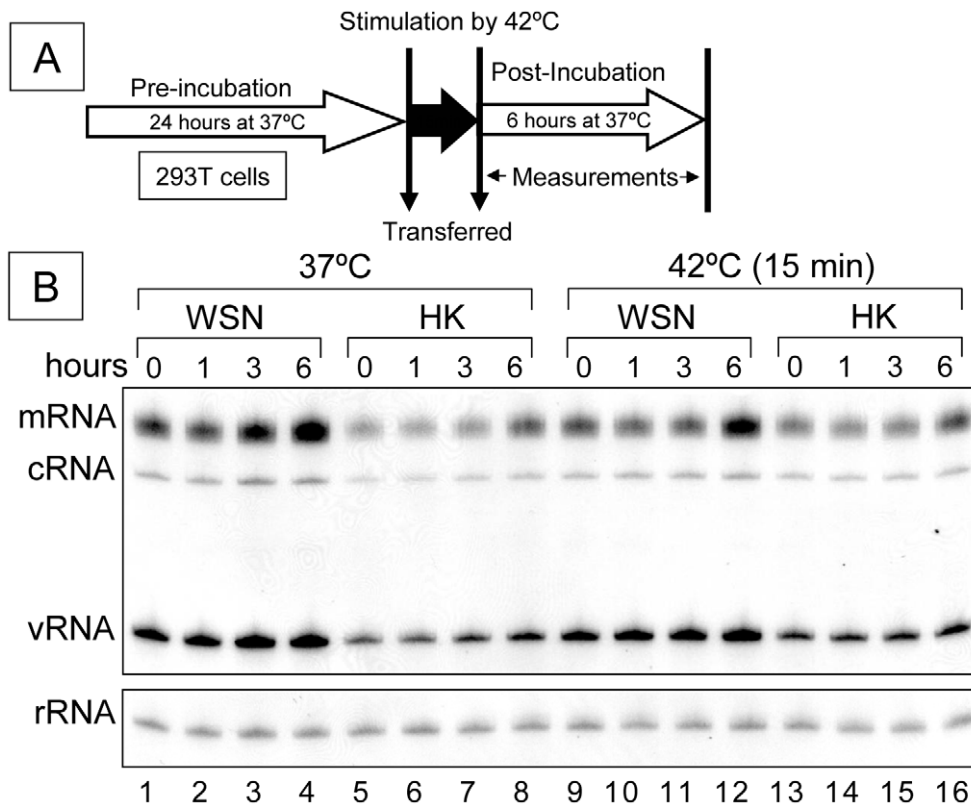 A
Stimulation by 42ºC
Pre-incubation
Post-Incubation
24 hours at 37ºC
6 hours at 37ºC
293T cells
Measurements
Transferred
B
37ºC 42ºC (15 min)
WSN HK WSN HK
hours 0 1 3 6 0 1 3 6 0 1 3 6 0 1 3 6
mRNA
cRNA
vRNA
rRNA
1 2 3 4 5 6 7 8 9 10 11 12 13 14 15 16